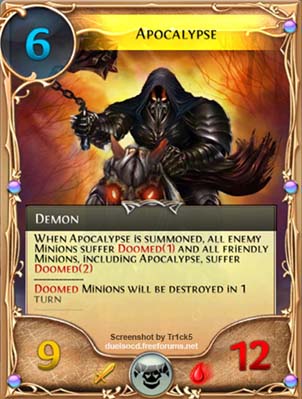 6
APOCALYPSE
DEMON
WHEN APOCALYPSE IS SUMMONED, ALL ENEMY
MINIONS SUFFER DOOMED(1) AND ALL FRIENDLY
MINIONS, INCLUDING APOCALYPSE, SUFFER
DOOMED(2)
DOOMED MINIONS WILL BE DESTROYED IN 1
TURN
Screenshot by Tr1ck5
duelsocd.freeforums.net
9
12